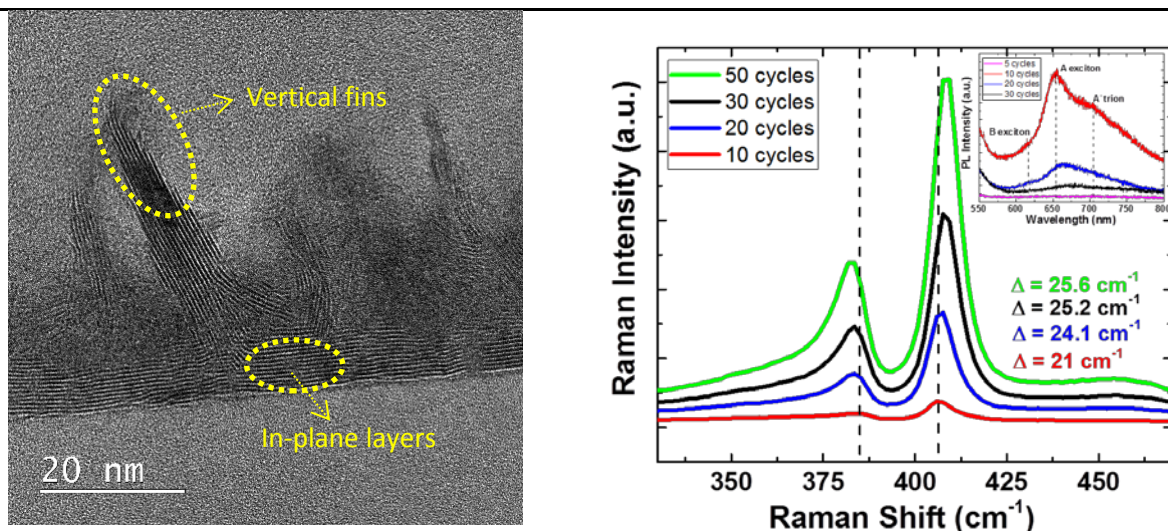 Vertical fins
In-plane layers
20 nm
50 cycles
30 cycles
20 cycles
10 cycles
5 cycles
10 cycles
20 cycles
30 cycles
A exciton
A⁻trion
B exciton
PL Intensity (a.u.)
550 600 650 700 750 800
Wavelength (nm)
Δ = 25.6 cm⁻¹
Δ = 25.2 cm⁻¹
Δ = 24.1 cm⁻¹
Δ = 21 cm⁻¹
Raman Intensity (a.u.)
350 375 400 425 450
Raman Shift (cm⁻¹)